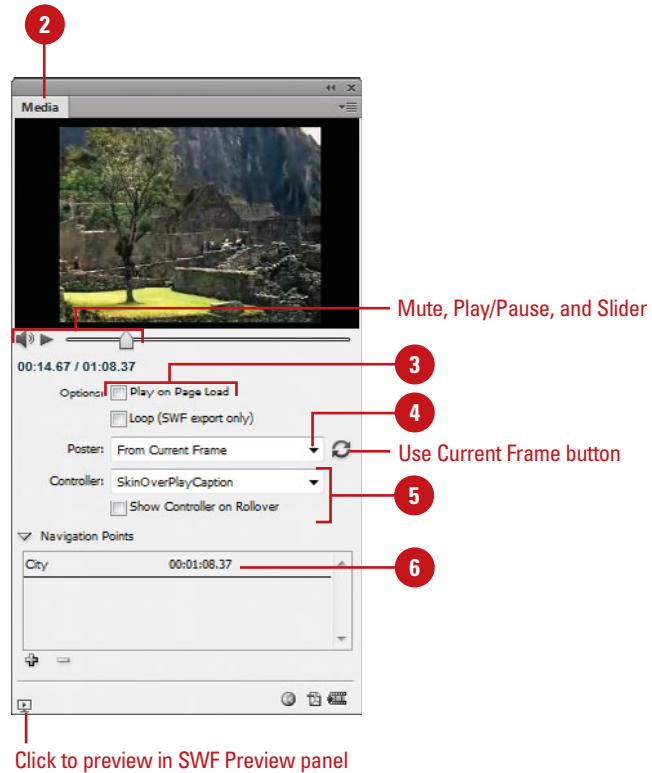 2
Media
Mute, Play/Pause, and Slider
00:14.67 / 01:08.37
3
Options: Play on Page Load
Loop (SWF export only)
4
Poster: From Current Frame
Use Current Frame button
Controller: SkinOverPlayCaption
5
Show Controller on Rollover
Navigation Points
City 00:01:08.37
6
Click to preview in SWF Preview panel